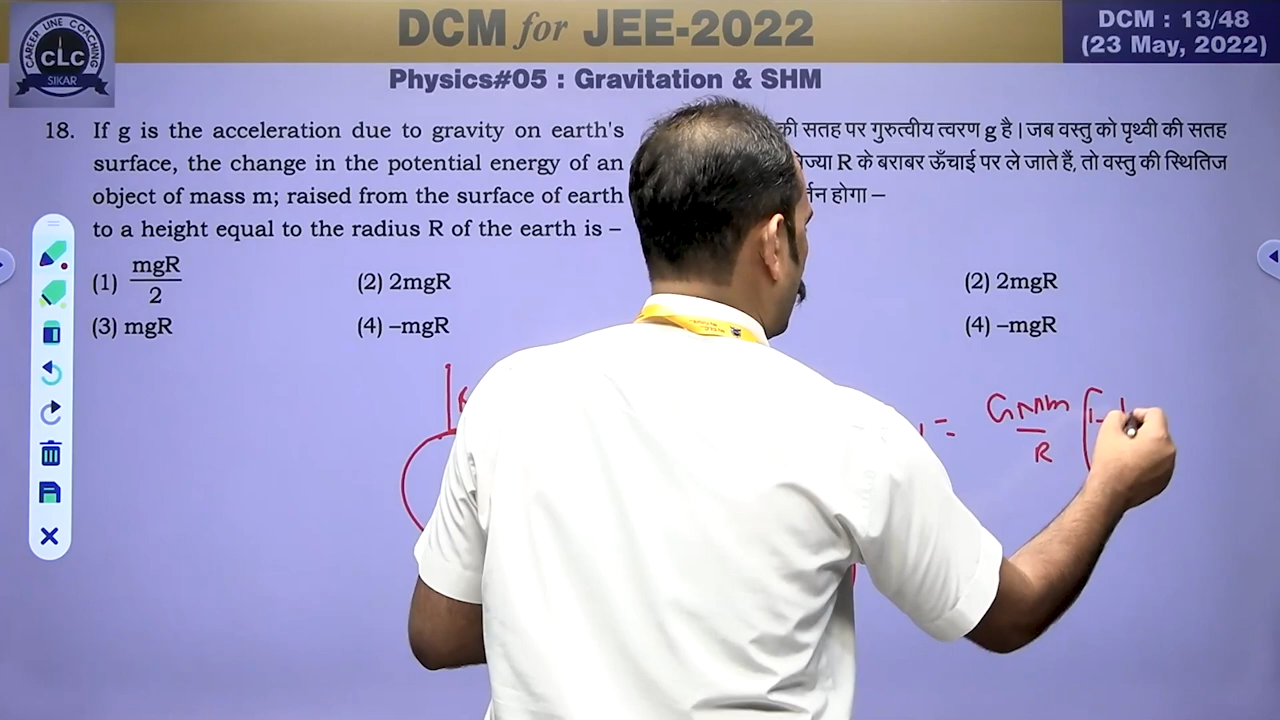 DCM for JEE-2022
DCM : 13/48
(23 May, 2022)
CAREER LINE COACHING
CLC
SIKAR
Physics#05 : Gravitation & SHM
18. If g is the acceleration due to gravity on earth's
surface, the change in the potential energy of an
object of mass m; raised from the surface of earth
to a height equal to the radius R of the earth is –
(1) mgR/2
(2) 2mgR
(3) mgR
(4) –mgR
की सतह पर गुरुत्वीय त्वरण g है। जब वस्तु को पृथ्वी की सतह
R के बराबर ऊँचाई पर ले जाते हैं, तो वस्तु की स्थितिज
होगा –
(2) 2mgR
(4) –mgR
= GMm
R